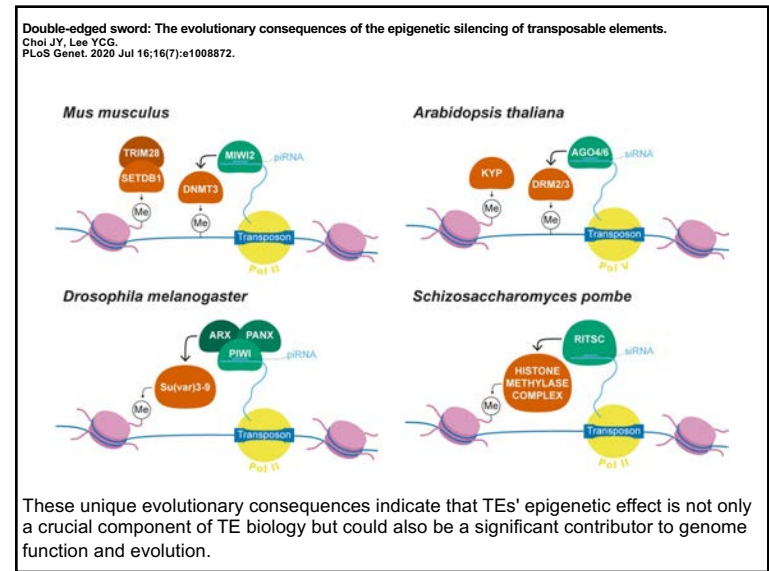 Double-edged sword: The evolutionary consequences of the epigenetic silencing of transposable elements.
Choi JY, Lee YCG.
PLoS Genet. 2020 Jul 16;16(7):e1008872.
Mus musculus
TRIM28
SETDB1
Me
DNMT3
Me
MIWI2
piRNA
Transposon
Pol II
Arabidopsis thaliana
KYP
Me
DRM2/3
Me
AGO4/6
siRNA
Transposon
Pol V
Drosophila melanogaster
ARX
PANX
PIWI
piRNA
Su(var)3-9
Me
Transposon
Pol II
Schizosaccharomyces pombe
RITSC
siRNA
HISTONE
METHYLASE
COMPLEX
Me
Transposon
Pol II
These unique evolutionary consequences indicate that TEs' epigenetic effect is not only
a crucial component of TE biology but could also be a significant contributor to genome
function and evolution.